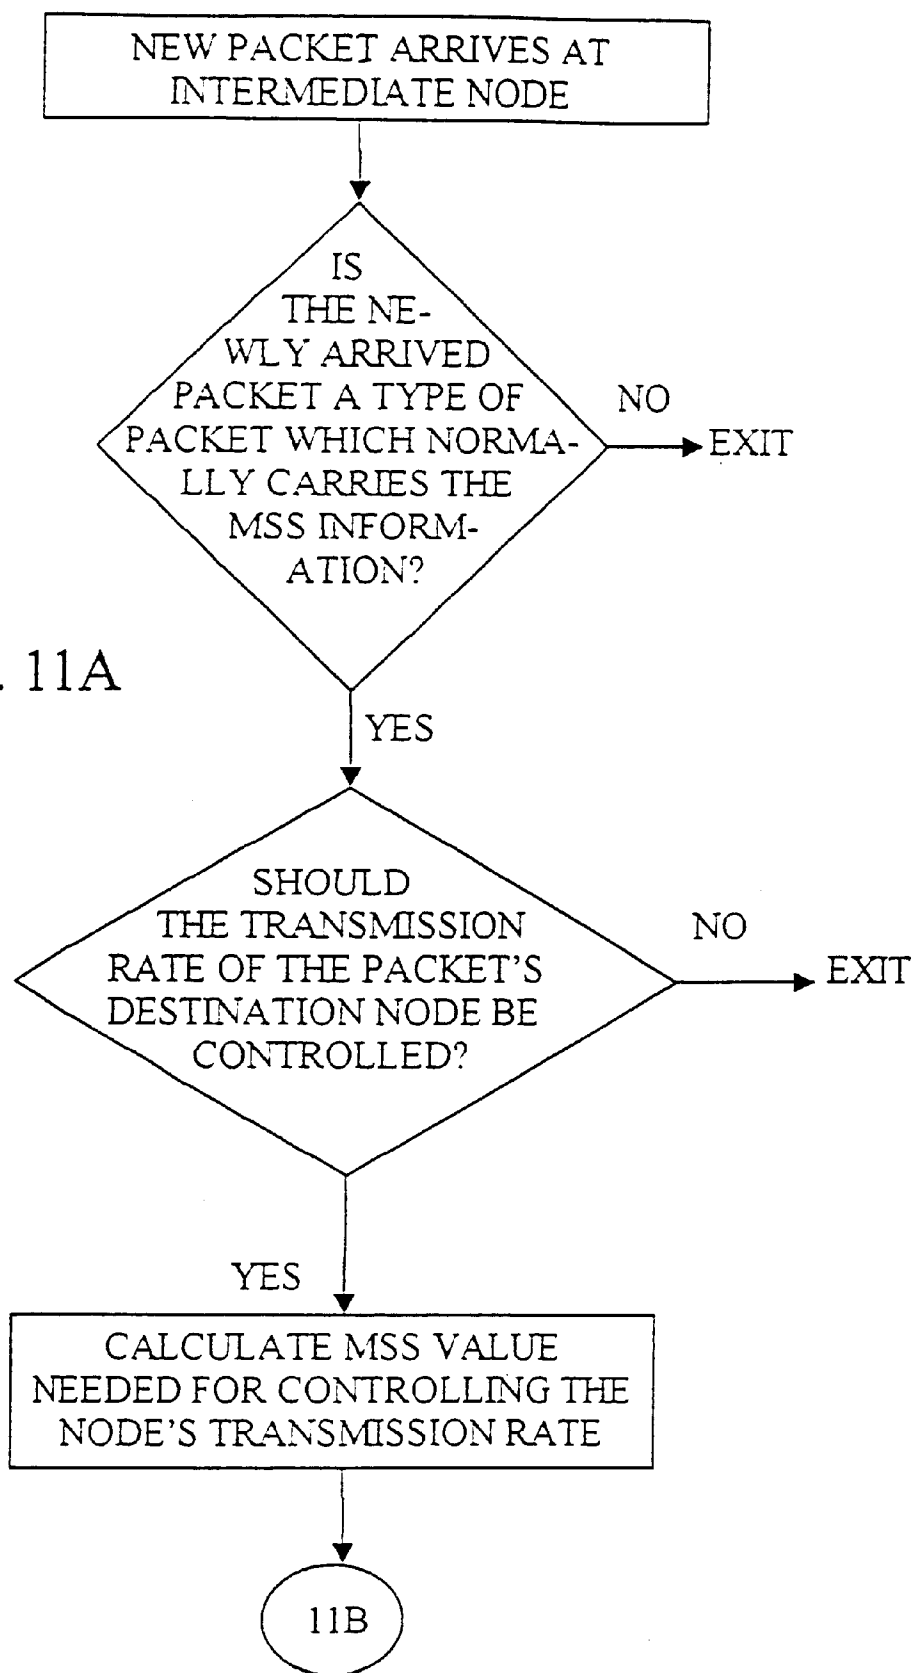 NEW PACKET ARRIVES AT
INTERMEDIATE NODE
IS
THE NE-
WLY ARRIVED
PACKET A TYPE OF
PACKET WHICH NORMA-
LLY CARRIES THE
MSS INFORM-
ATION?
NO
EXIT
. 11A
YES
SHOULD
THE TRANSMISSION
RATE OF THE PACKET'S
DESTINATION NODE BE
CONTROLLED?
NO
EXIT
YES
CALCULATE MSS VALUE
NEEDED FOR CONTROLLING THE
NODE'S TRANSMISSION RATE
11B